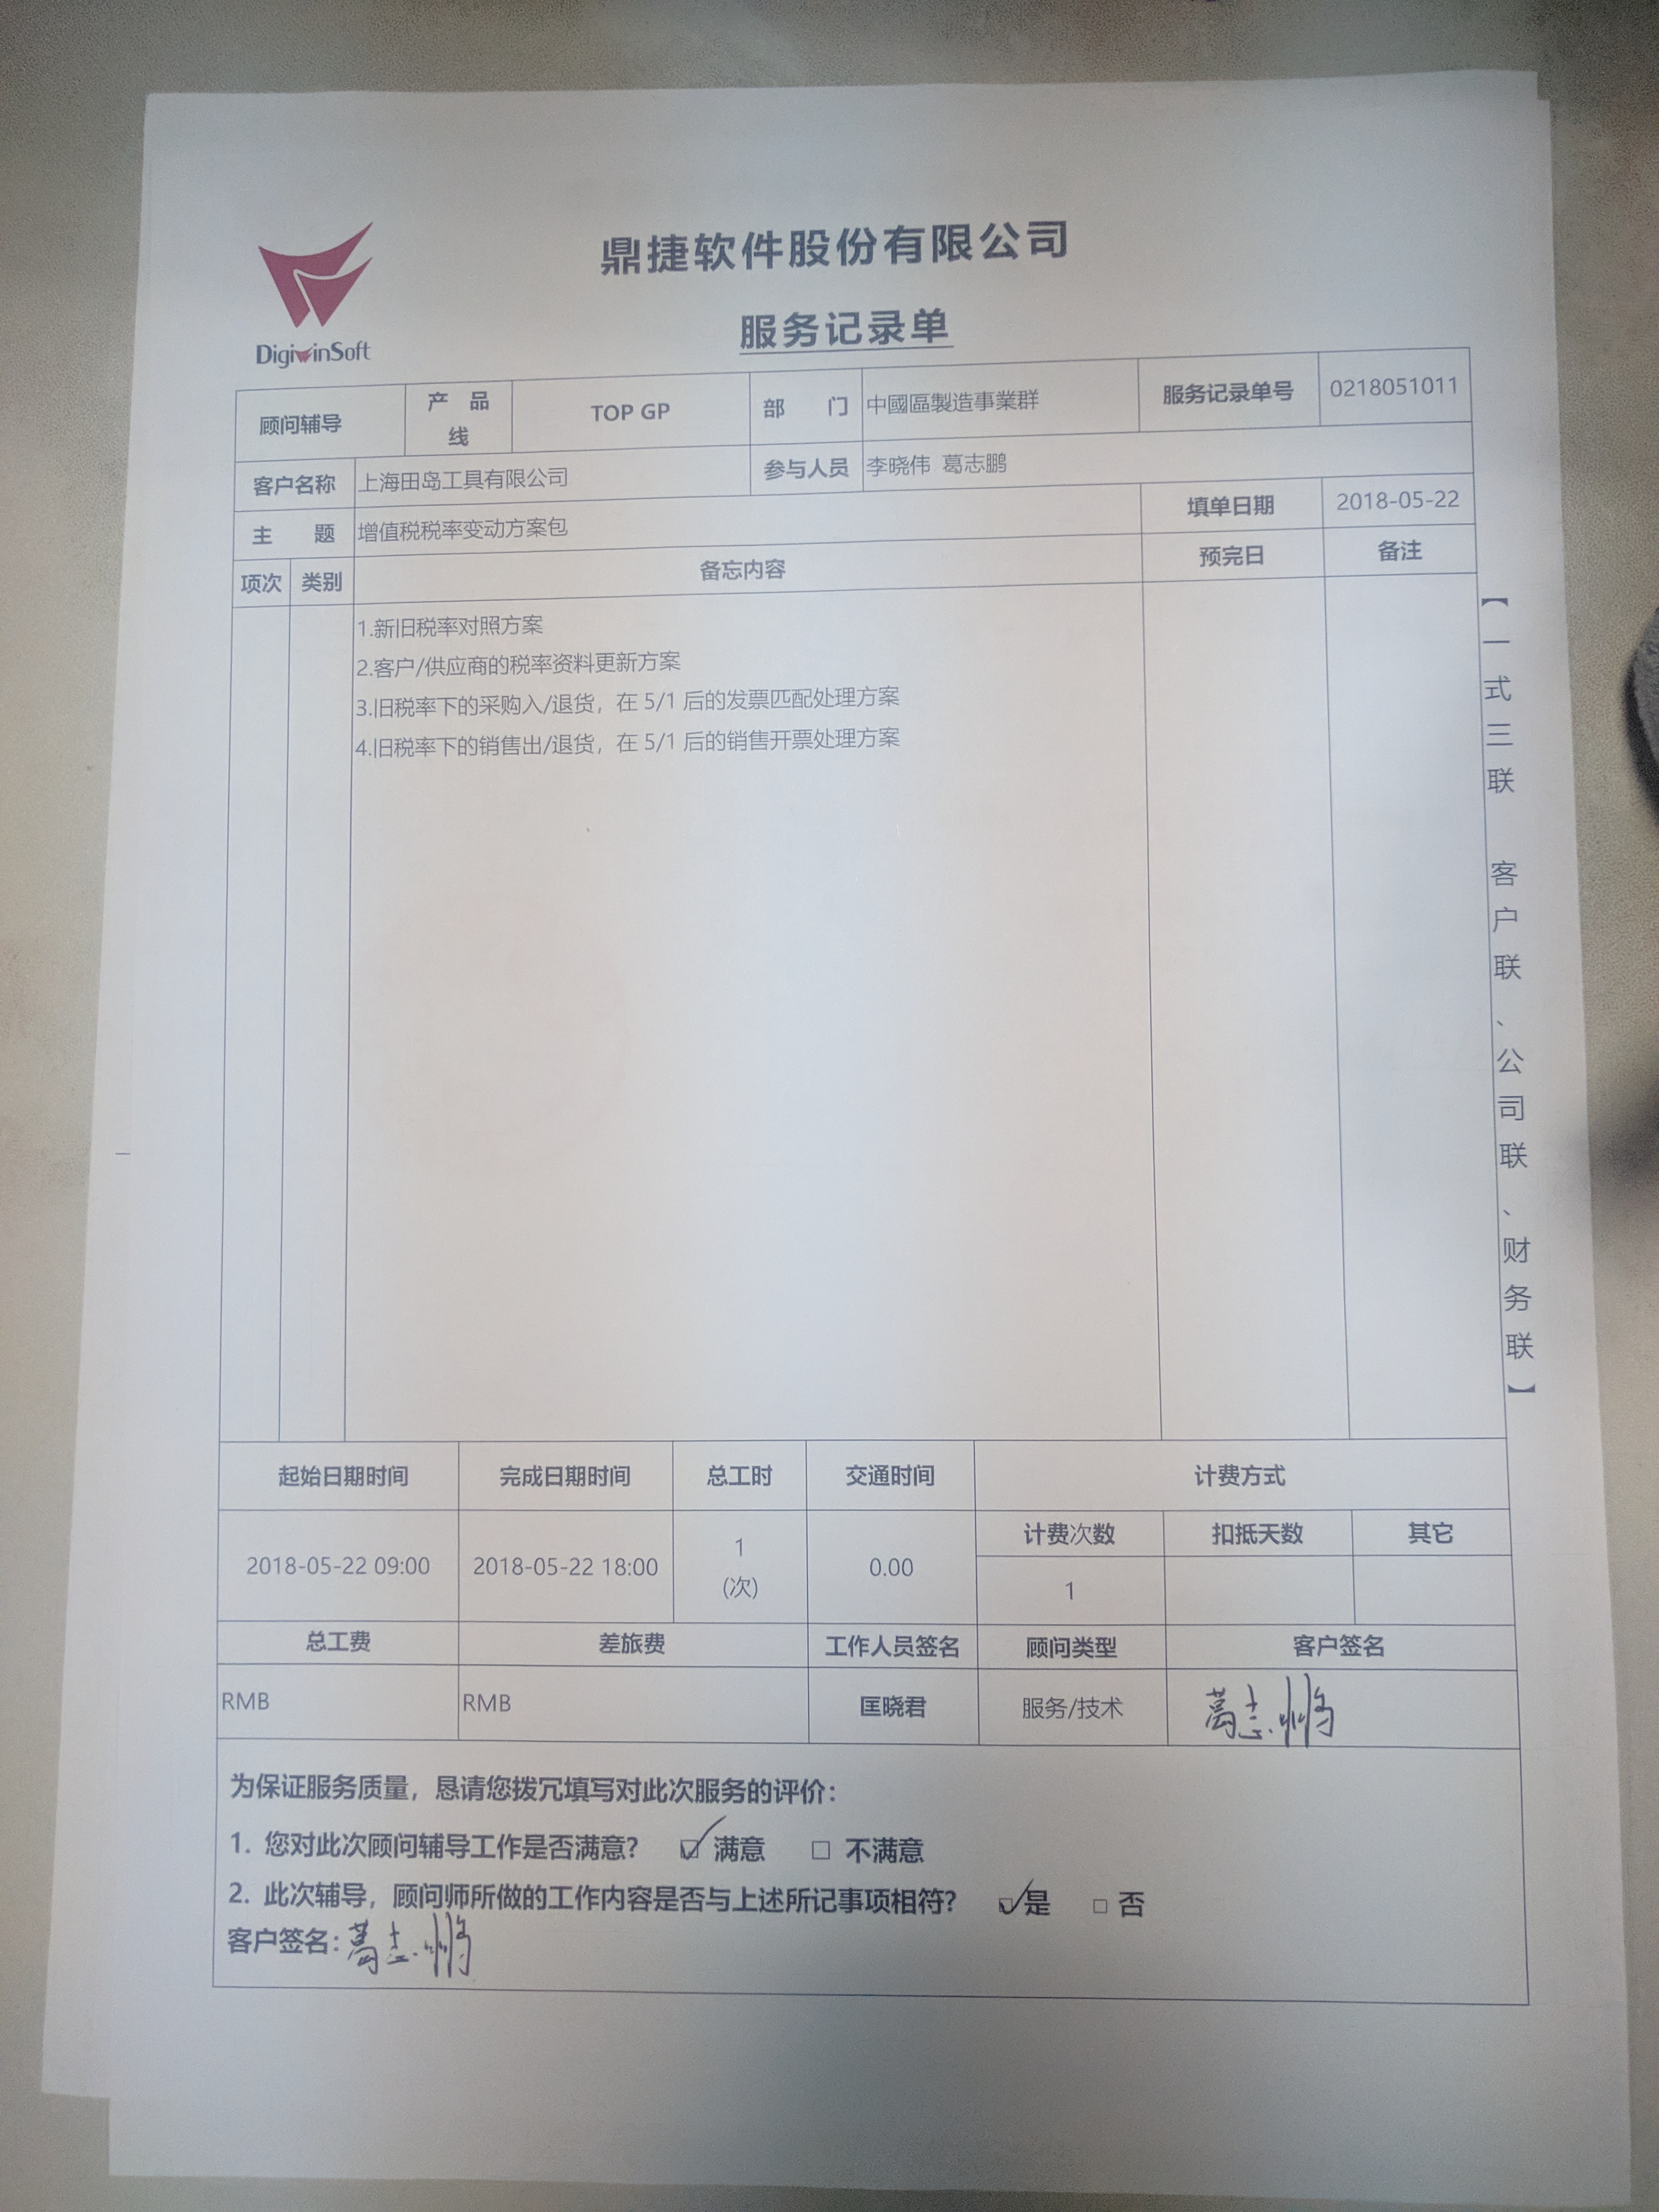 DigiwinSoft
鼎捷软件股份有限公司
服务记录单
顾问辅导 产 品 线 TOP GP 部 门 中國區製造事業群 服务记录单号 0218051011
客户名称 上海田岛工具有限公司 参与人员 李晓伟 葛志鹏
主 题 增值税税率变动方案包 填单日期 2018-05-22
项次 类别 备忘内容 预完日 备注
1.新旧税率对照方案
2.客户/供应商的税率资料更新方案
3.旧税率下的采购入/退货，在 5/1 后的发票匹配处理方案
4.旧税率下的销售出/退货，在 5/1 后的销售开票处理方案
【一式三联 客户联、公司联、财务联】
起始日期时间 完成日期时间 总工时 交通时间 计费方式
计费次数 扣抵天数 其它
2018-05-22 09:00 2018-05-22 18:00 1 (次) 0.00 1
总工费 差旅费 工作人员签名 顾问类型 客户签名
RMB RMB 匡晓君 服务/技术 葛志鹏
为保证服务质量，恳请您拨冗填写对此次服务的评价：
1. 您对此次顾问辅导工作是否满意？ ☑ 满意 □ 不满意
2. 此次辅导，顾问师所做的工作内容是否与上述所记事项相符？ ☑ 是 □ 否
客户签名：葛志鹏